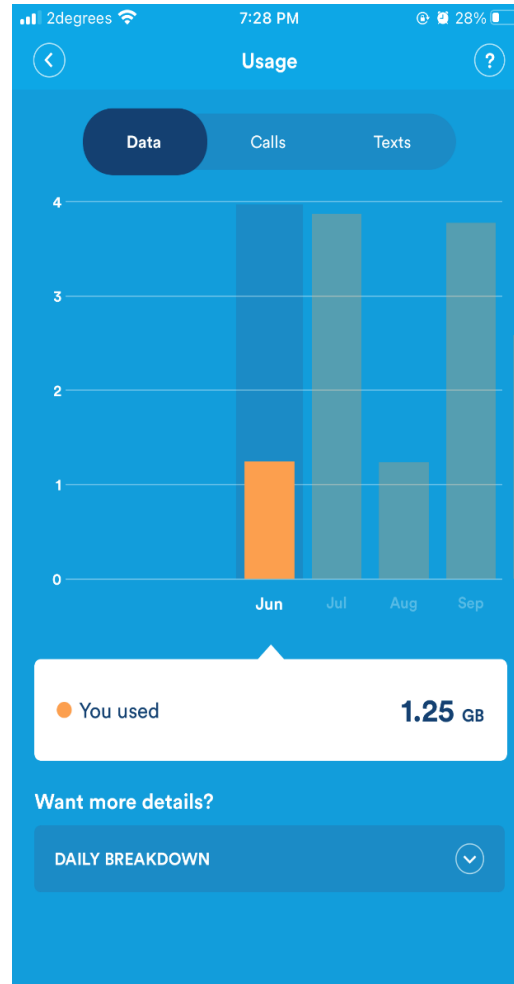 2degrees 7:28 PM 28%
Usage ?
Data Calls Texts
4
3
2
1
0
Jun Jul Aug Sep
You used 1.25 GB
Want more details?
DAILY BREAKDOWN